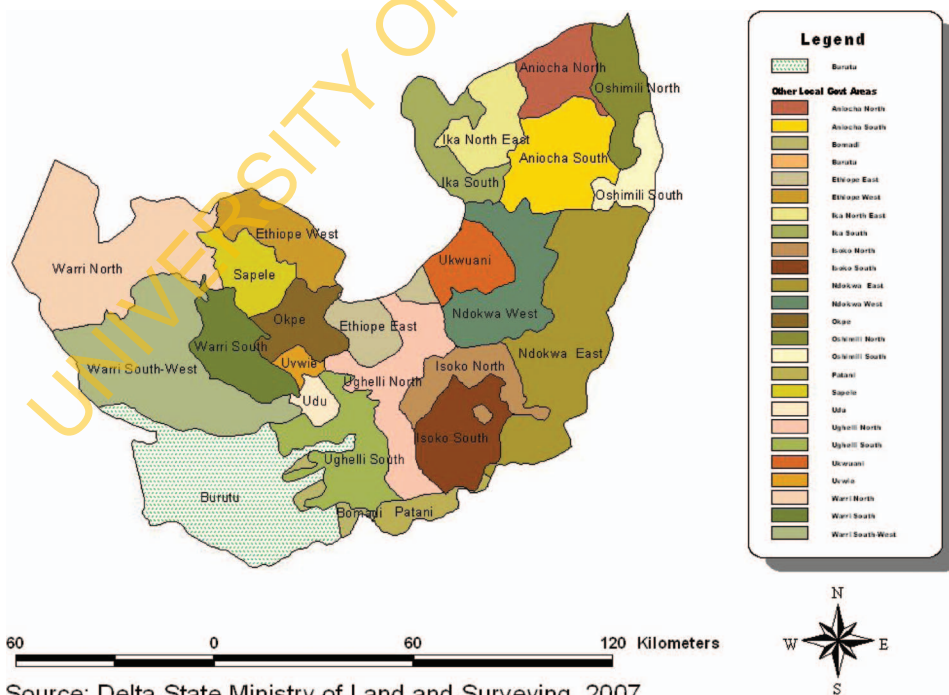 UNIVERSITY O
Aniocha North
Oshimili North
Ika North East
Aniocha South
Ika South
Oshimili South
Ethiope West
Warri North
Sapele
Ukwuani
Okpe
Ethiope East
Ndokwa West
Warri South
Uvwie
Ndokwa East
Warri South-West
Ughelli North
Isoko North
Udu
Isoko South
Ughelli South
Burutu
Bomadi
Patani
Legend
Burutu
Other Local Govt Areas
Aniocha North
Aniocha South
Bomadi
Burutu
Ethiope East
Ethiope West
Ika North East
Ika South
Isoko North
Isoko South
Ndokwa East
Ndokwa West
Okpe
Oshimili North
Oshimili South
Patani
Sapele
Udu
Ughelli North
Ughelli South
Ukwuani
Uvwie
Warri North
Warri South
Warri South-West
60 0 60 120 Kilometers
N
W E
S
Source: Delta State Ministry of Land and Surveying, 2007